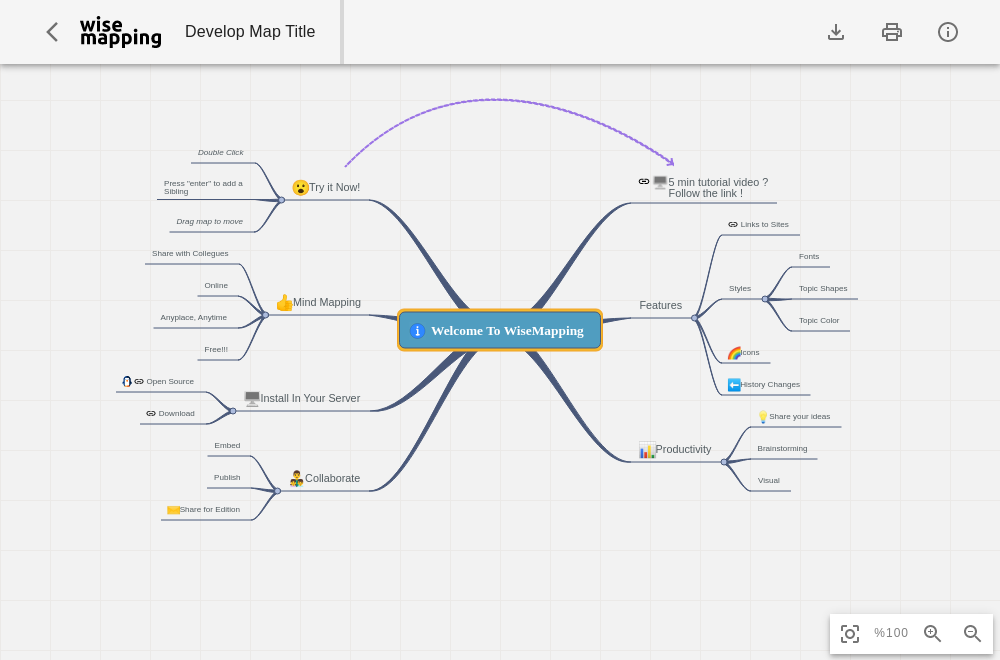 wise
mapping
Develop Map Title
Double Click
Press "enter" to add a
Sibling
Drag map to move
Try it Now!
Share with Collegues
Online
Anyplace, Anytime
Free!!!
Mind Mapping
Open Source
Download
Install In Your Server
Embed
Publish
Share for Edition
Collaborate
Welcome To WiseMapping
5 min tutorial video ?
Follow the link !
Features
Links to Sites
Styles
Fonts
Topic Shapes
Topic Color
Icons
History Changes
Productivity
Share your ideas
Brainstorming
Visual
%100